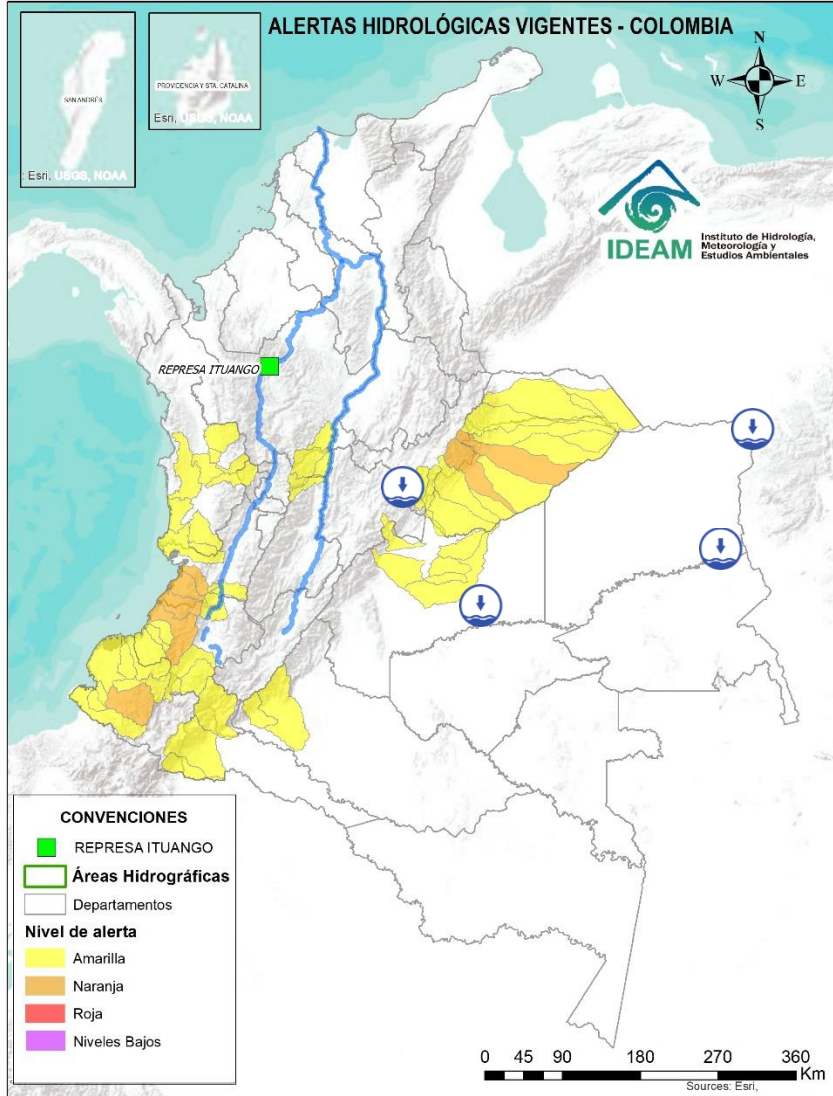 ALERTAS HIDROLÓGICAS VIGENTES - COLOMBIA
SAN ANDRÉS
Esri, USGS, NOAA
PROVIDENCIA Y STA. CATALINA
Esri, USGS, NOAA
N
W
E
S
IDEAM
Instituto de Hidrología,
Meteorología y
Estudios Ambientales
REPRESA ITUANGO
CONVENCIONES
REPRESA ITUANGO
Áreas Hidrográficas
Departamentos
Nivel de alerta
Amarilla
Naranja
Roja
Niveles Bajos
0 45 90 180 270 360
Km
Sources: Esri,